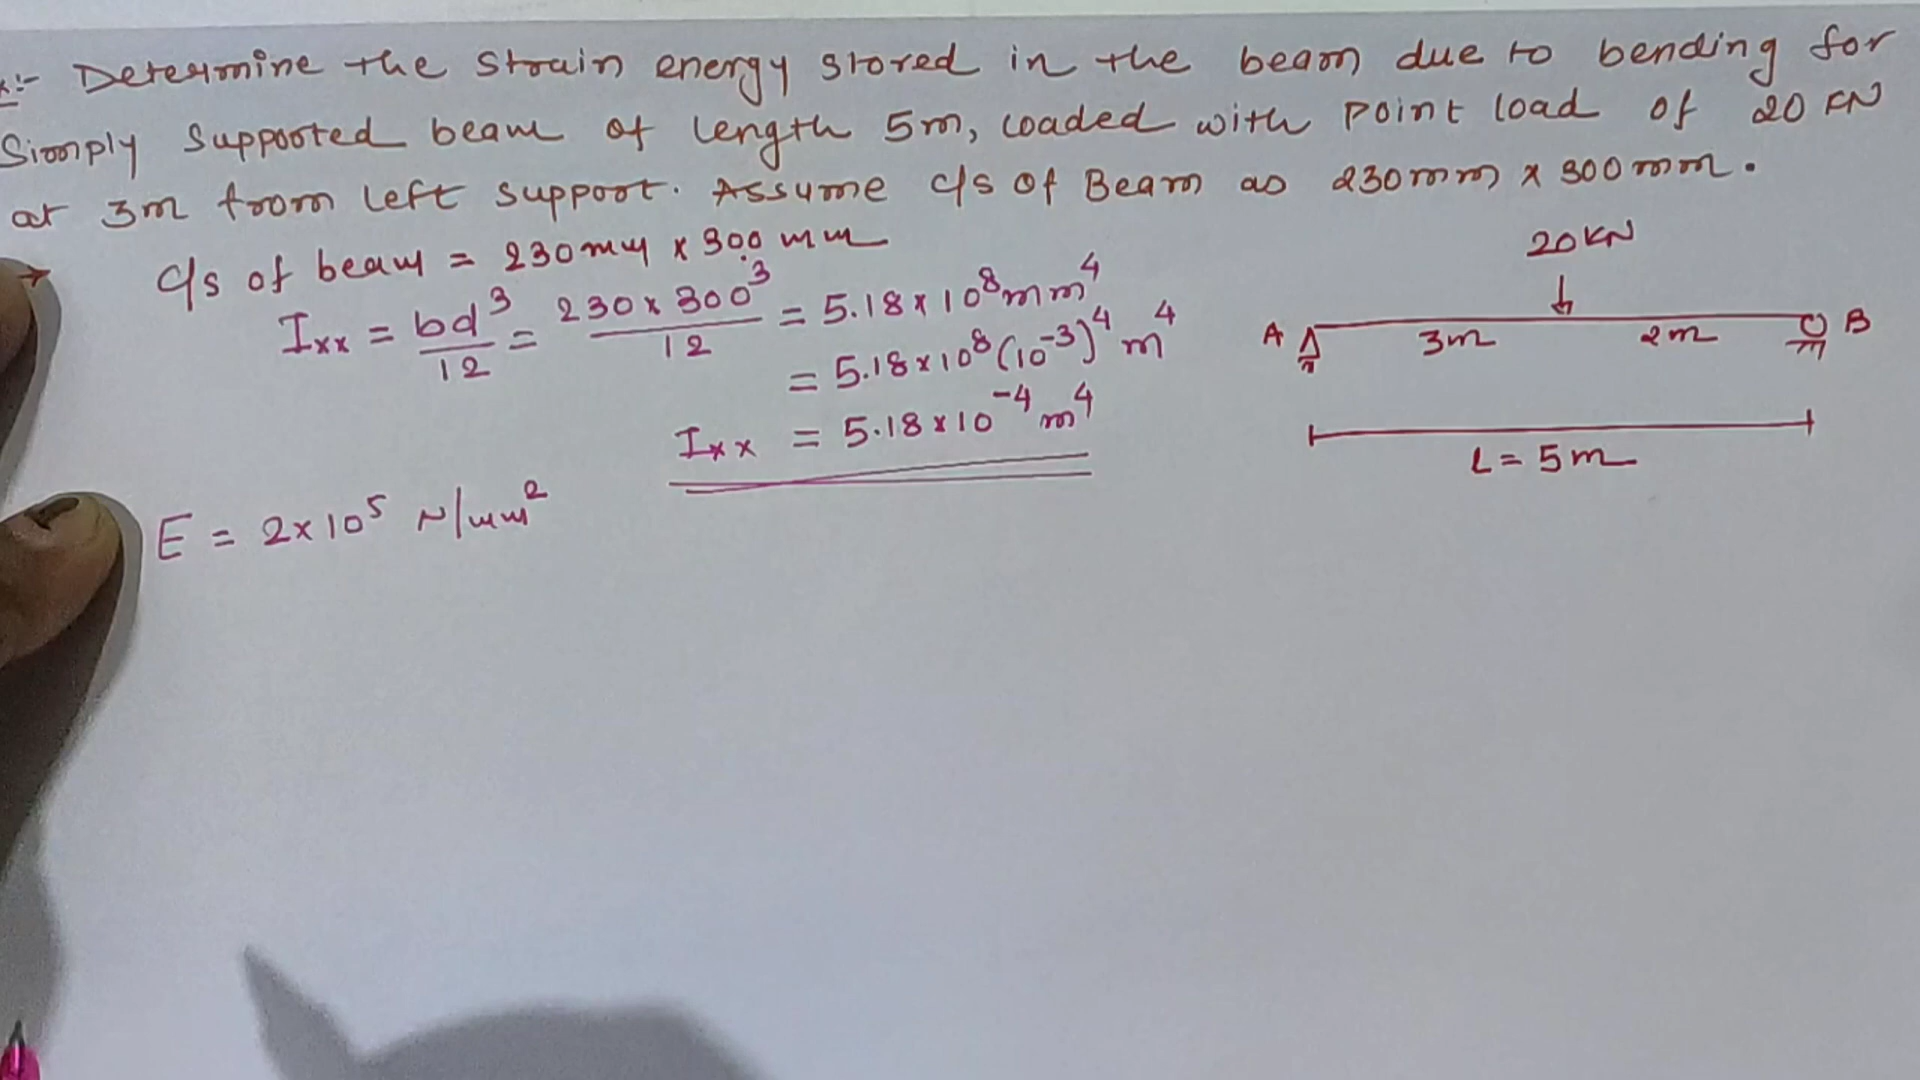 :- Determine the strain energy stored in the beam due to bending for
Simply supported beam of length 5m, loaded with point load of 20 KN
at 3m from left support. Assume c/s of Beam as 230mm x 300mm.
C/s of beam = 230mm x 300mm
Ixx = bd³/12 = 230 x 300³/12 = 5.18 x 10⁸ mm⁴
= 5.18 x 10⁸ (10⁻³)⁴ m⁴
Ixx = 5.18 x 10⁻⁴ m⁴
E = 2 x 10⁵ N/mm²
20 KN
A 3m 2m B
L = 5m